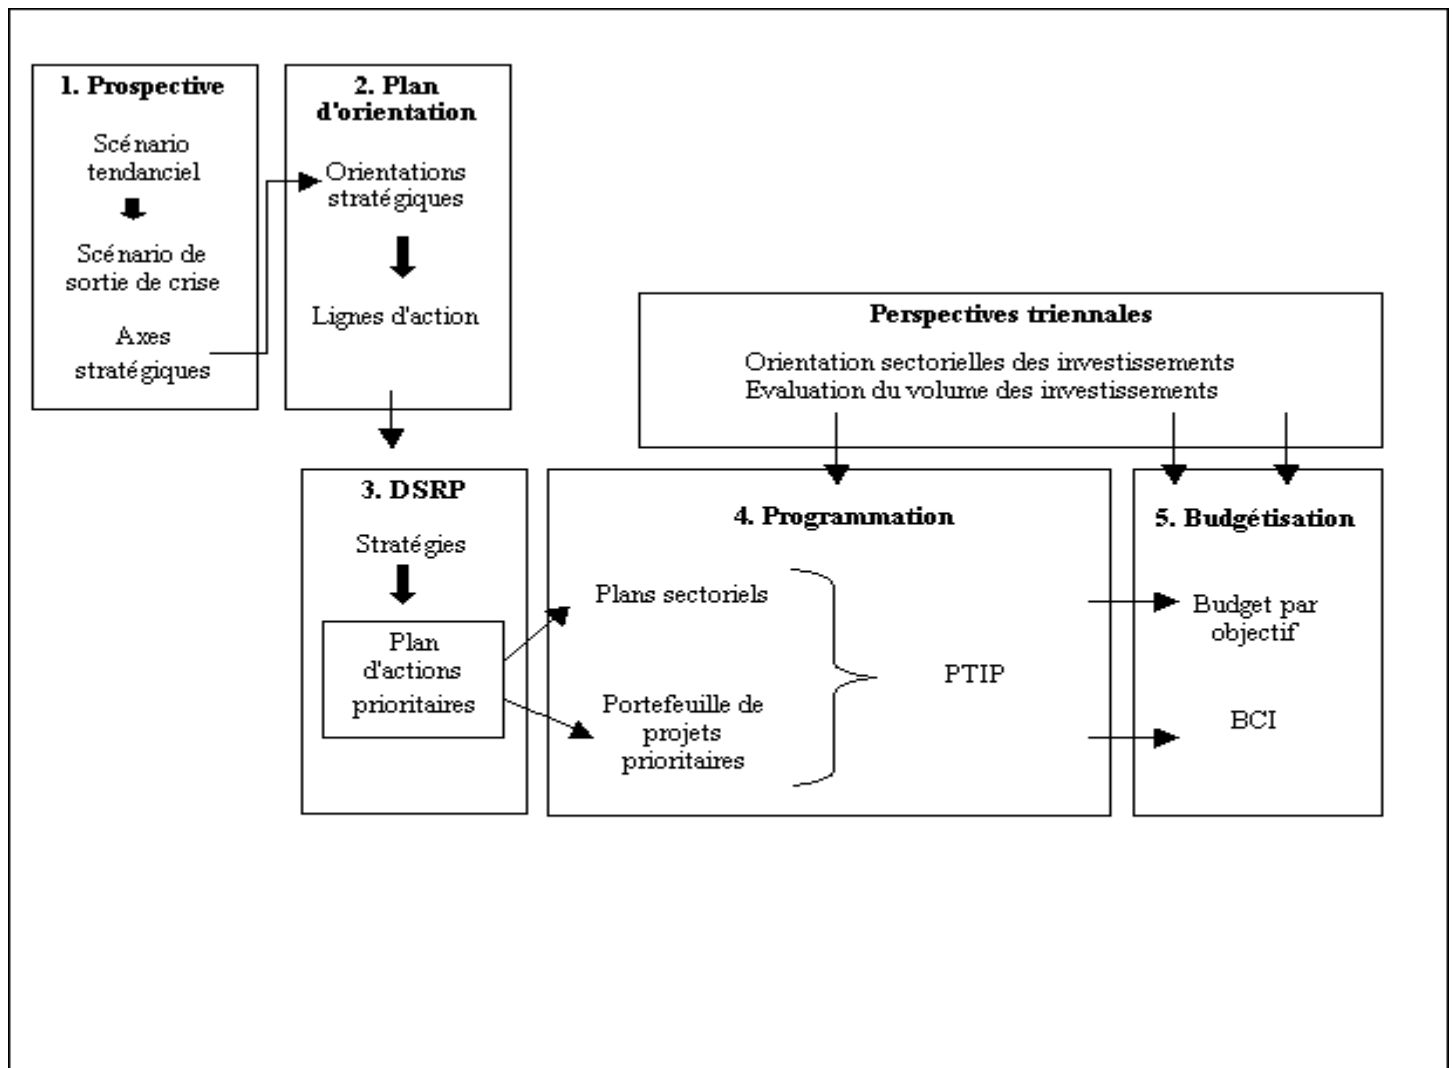 1. Prospective
Scénario
tendanciel
Scénario de
sortie de crise
Axes
stratégiques
2. Plan
d'orientation
Orientations
stratégiques
Lignes d'action
Perspectives triennales
Orientation sectorielles des investissements
Evaluation du volume des investissements
3. DSRP
Stratégies
Plan
d'actions
prioritaires
4. Programmation
Plans sectoriels
Portefeuille de
projets
prioritaires
PTIP
5. Budgétisation
Budget par
objectif
BCI